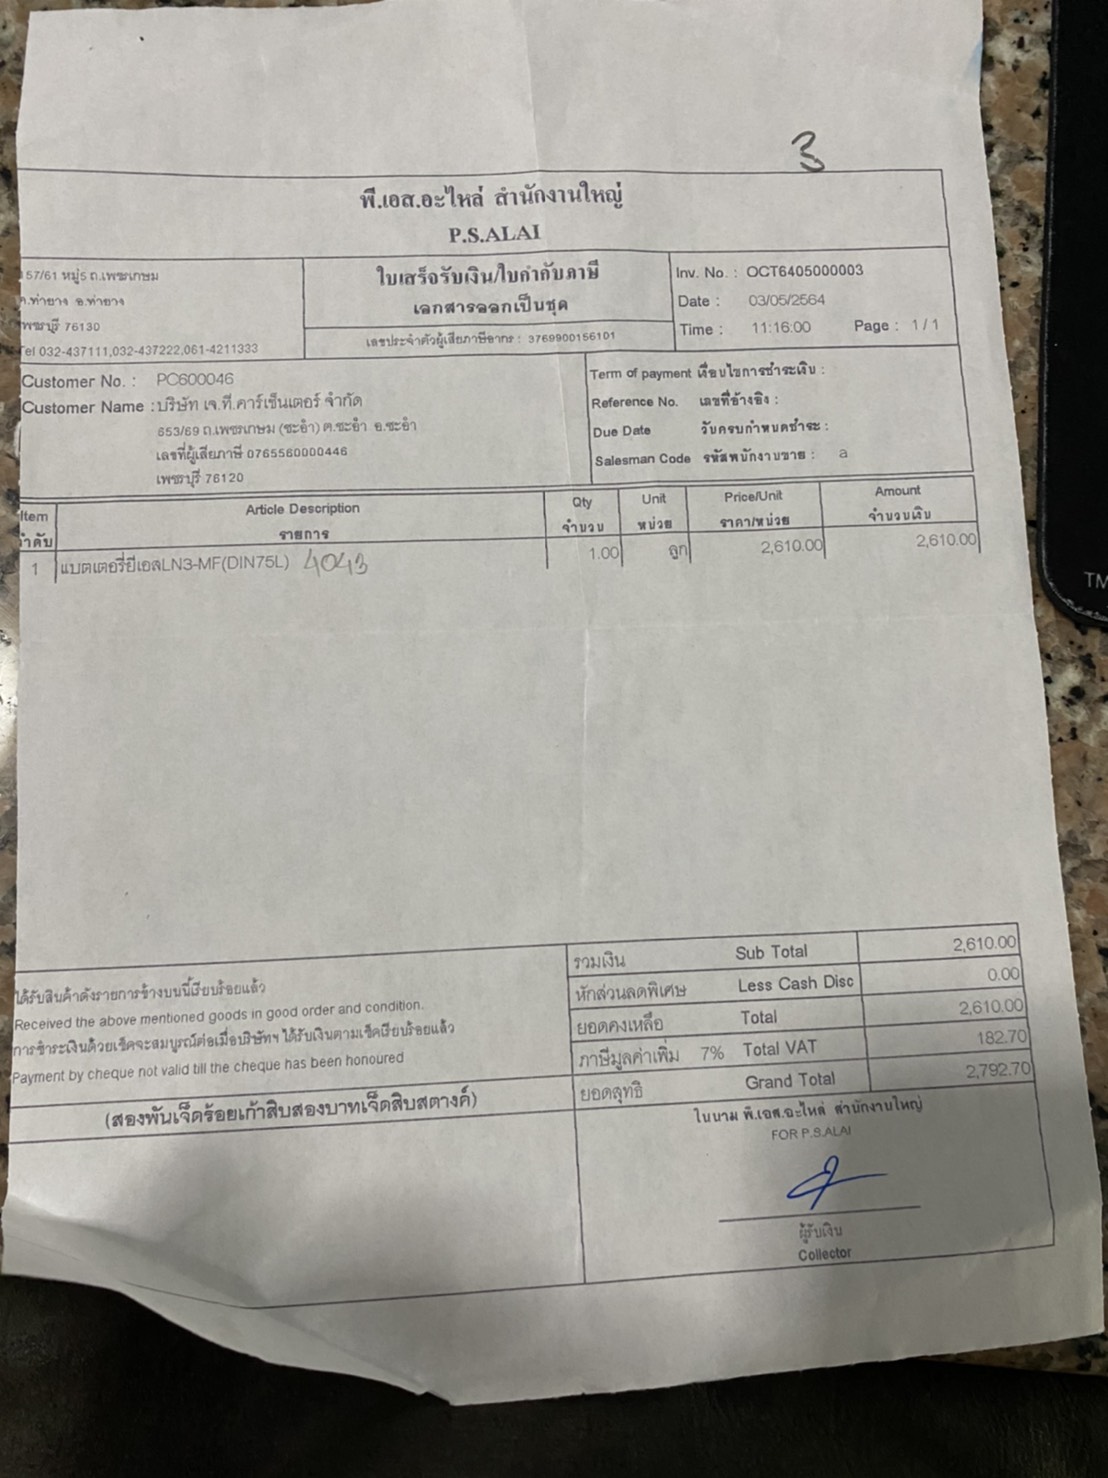 3
พี.เอส.อะไหล่ สำนักงานใหญ่
P.S.ALAI
57/61 หมู่5 ถ.เพชรเกษม
ต.ท่ายาง อ.ท่ายาง
เพชรบุรี 76130
Tel 032-437111,032-437222,061-4211333
ใบเสร็จรับเงิน/ใบกำกับภาษี
เอกสารออกเป็นชุด
เลขประจำตัวผู้เสียภาษีอากร : 3769900156101
Inv. No. : OCT6405000003
Date : 03/05/2564
Time : 11:16:00 Page : 1 / 1
Customer No. : PC600046
Customer Name : บริษัท เจ.ที.คาร์เซ็นเตอร์ จำกัด
653/69 ถ.เพชรเกษม (ชะอำ) ต.ชะอำ อ.ชะอำ
เลขที่ผู้เสียภาษี 0765560000446
เพชรบุรี 76120
Term of payment เงื่อนไขการชำระเงิน :
Reference No. เลขที่อ้างอิง :
Due Date วันครบกำหนดชำระ :
Salesman Code รหัสพนักงานขาย : a
Item Article Description Qty Unit Price/Unit Amount
ลำดับ รายการ จำนวน หน่วย ราคา/หน่วย จำนวนเงิน
1 แบตเตอรี่ยีเอสLN3-MF(DIN75L) 4043 1.00 ลูก 2,610.00 2,610.00
ได้รับสินค้าดังรายการข้างบนนี้เรียบร้อยแล้ว
Received the above mentioned goods in good order and condition.
การชำระเงินด้วยเช็คจะสมบูรณ์ต่อเมื่อบริษัทฯ ได้รับเงินตามเช็คเรียบร้อยแล้ว
Payment by cheque not valid till the cheque has been honoured
(สองพันเจ็ดร้อยเก้าสิบสองบาทเจ็ดสิบสตางค์)
รวมเงิน Sub Total 2,610.00
หักส่วนลดพิเศษ Less Cash Disc 0.00
ยอดคงเหลือ Total 2,610.00
ภาษีมูลค่าเพิ่ม 7% Total VAT 182.70
ยอดสุทธิ Grand Total 2,792.70
ในนาม พี.เอส.อะไหล่ สำนักงานใหญ่
FOR P.S.ALAI
ผู้รับเงิน
Collector
TM